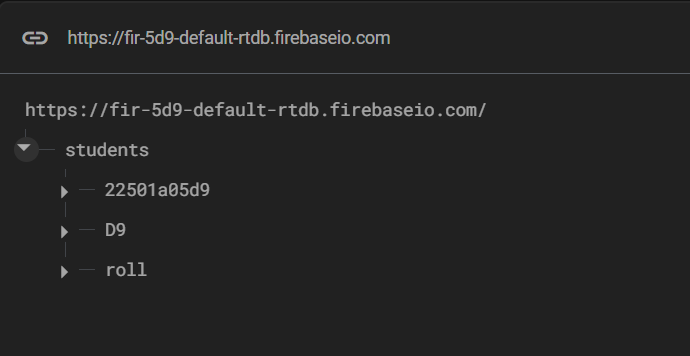 https://fir-5d9-default-rtdb.firebaseio.com
https://fir-5d9-default-rtdb.firebaseio.com/
students
22501a05d9
D9
roll